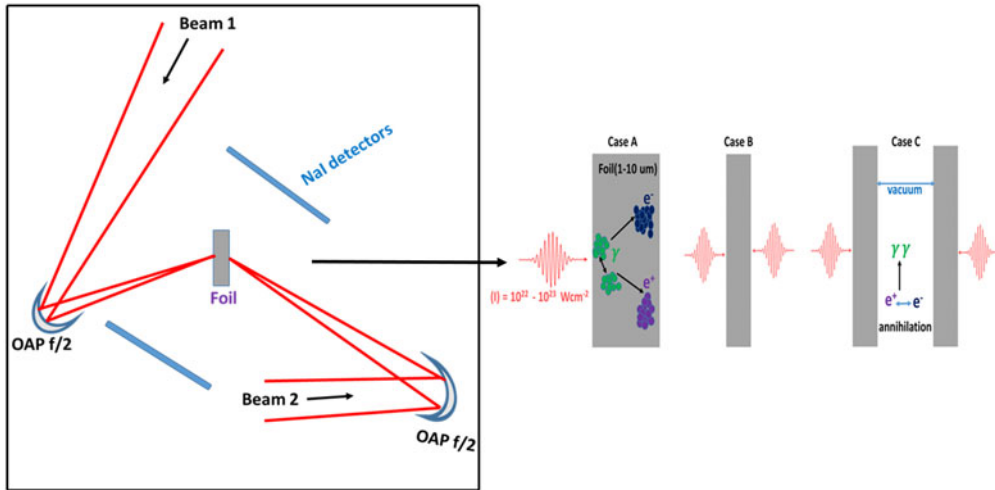 Beam 1
NaI detectors
Foil
OAP f/2
Beam 2
OAP f/2
Case A
Foil(1-10 um)
e-
γ
e+
(I) = 10²² - 10²³ Wcm⁻²
Case B
Case C
vacuum
γ γ
e+ e-
annihilation